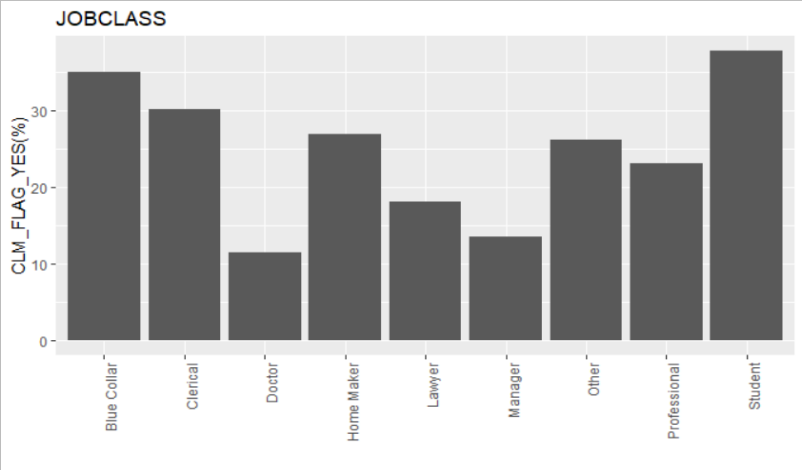 JOBCLASS
CLM_FLAG_YES(%)
30
20
10
0
Blue Collar
Clerical
Doctor
Home Maker
Lawyer
Manager
Other
Professional
Student